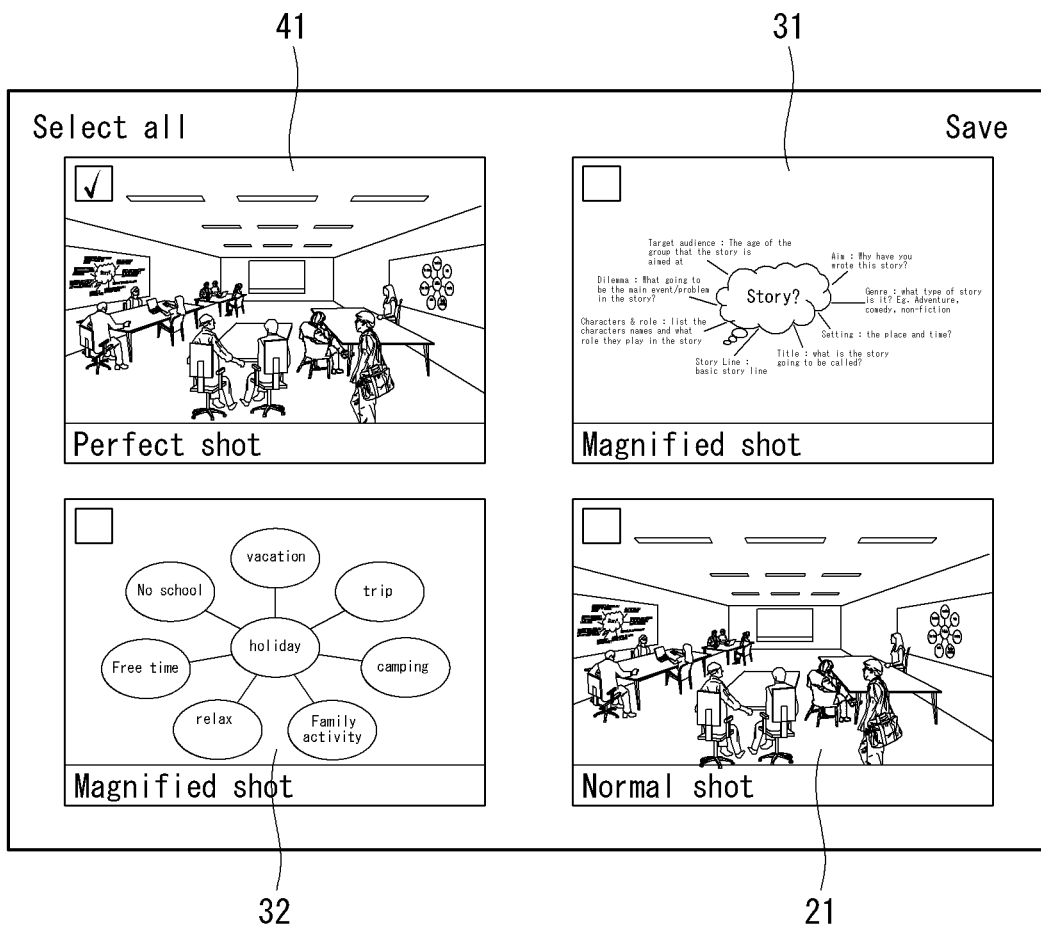 41
31
Select all
Save
Target audience : The age of the
group that the story is
aimed at
Aim : Why have you
wrote this story?
Dilemma : What going to
be the main event/problem
in the story?
Story?
Genre : what type of story
is it? Eg. Adventure,
comedy, non-fiction
Characters & role : list the
characters names and what
role they play in the story
Setting : the place and time?
Story Line :
basic story line
Title : what is the story
going to be called?
Perfect shot
Magnified shot
vacation
No school
trip
holiday
Free time
camping
relax
Family
activity
Magnified shot
Normal shot
32
21